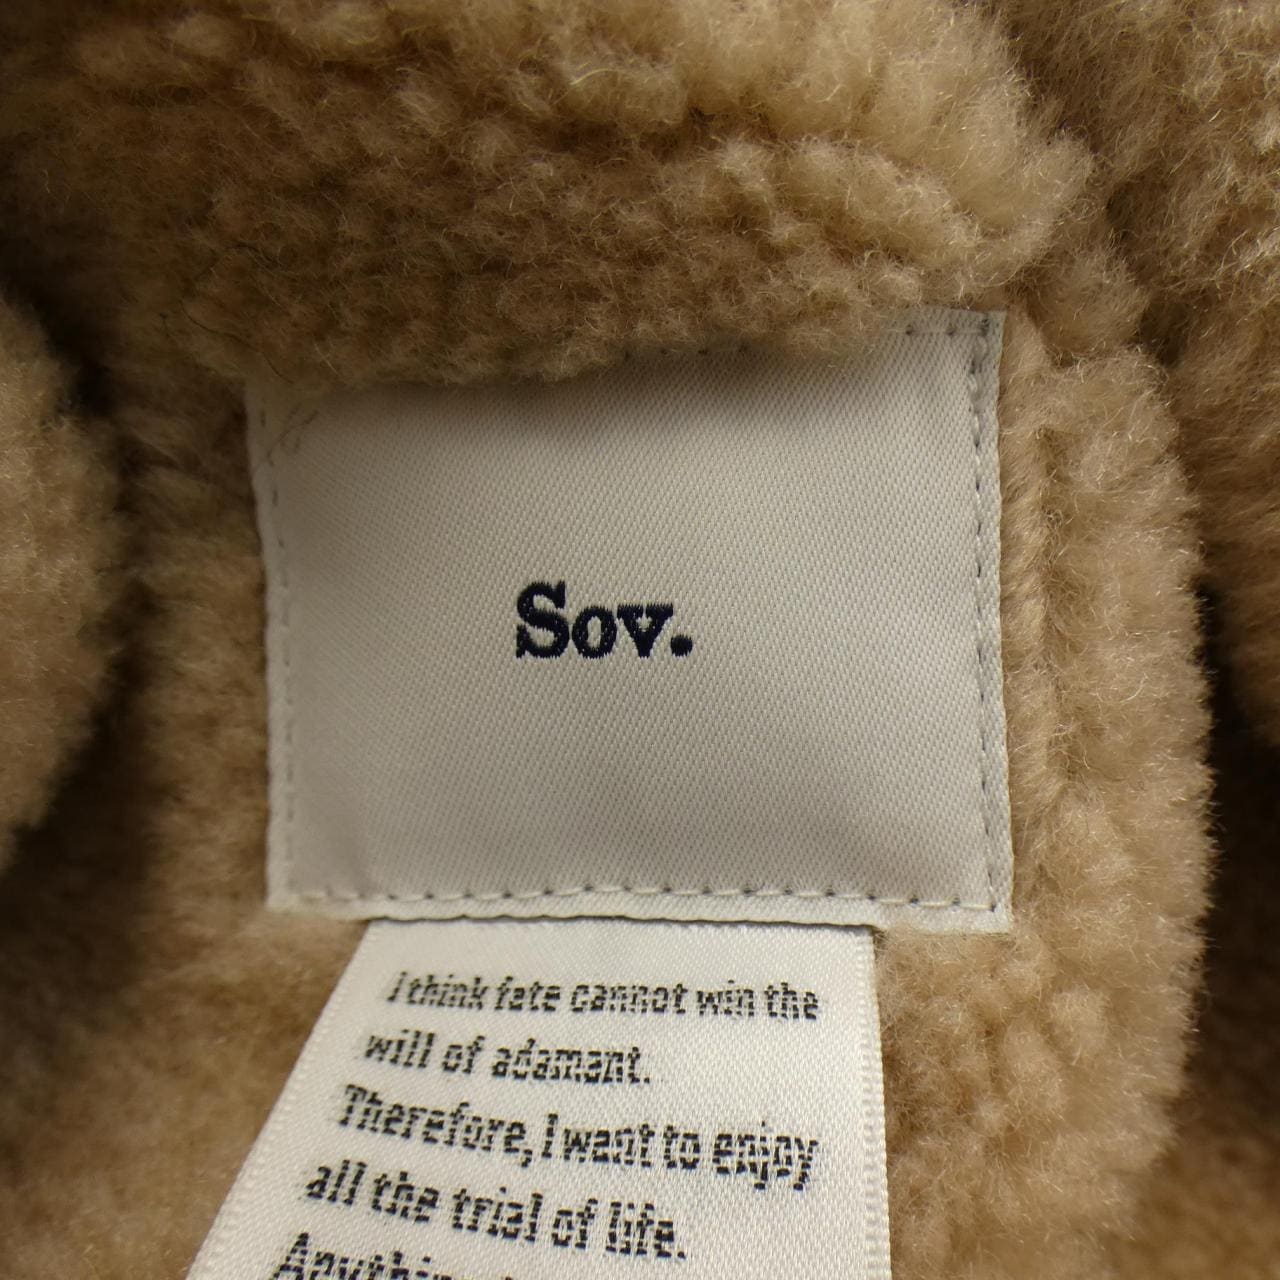 Sov.
I think fate cannot win the
will of adamant.
Therefore, I want to enjoy
all the trial of life.